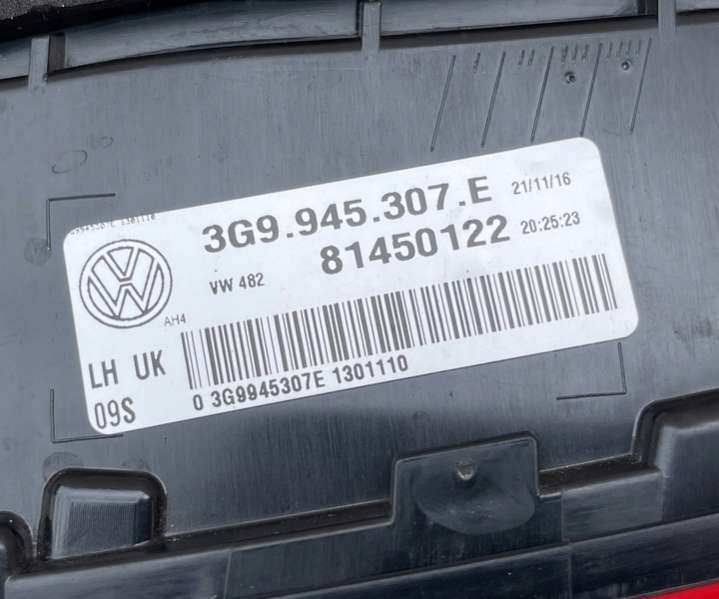 3G9.945.307.E 21/11/16
81450122 20:25:23
VW 482
AH4
LH UK
09S
0 3G9945307E 1301110